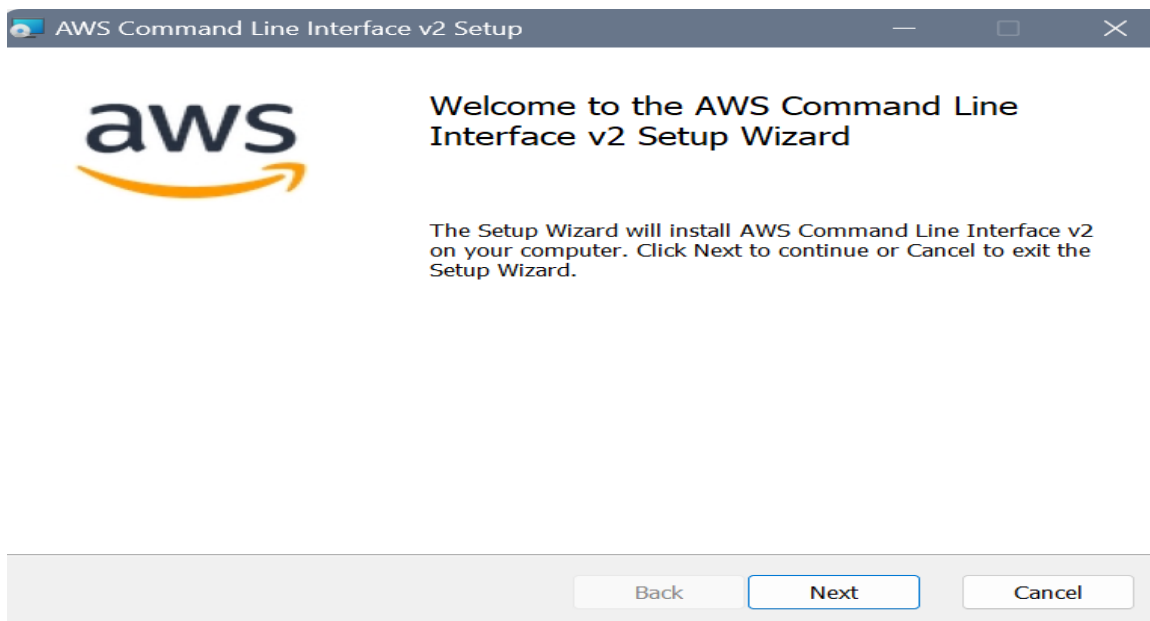 AWS Command Line Interface v2 Setup
aws
Welcome to the AWS Command Line
Interface v2 Setup Wizard
The Setup Wizard will install AWS Command Line Interface v2
on your computer. Click Next to continue or Cancel to exit the
Setup Wizard.
Back
Next
Cancel